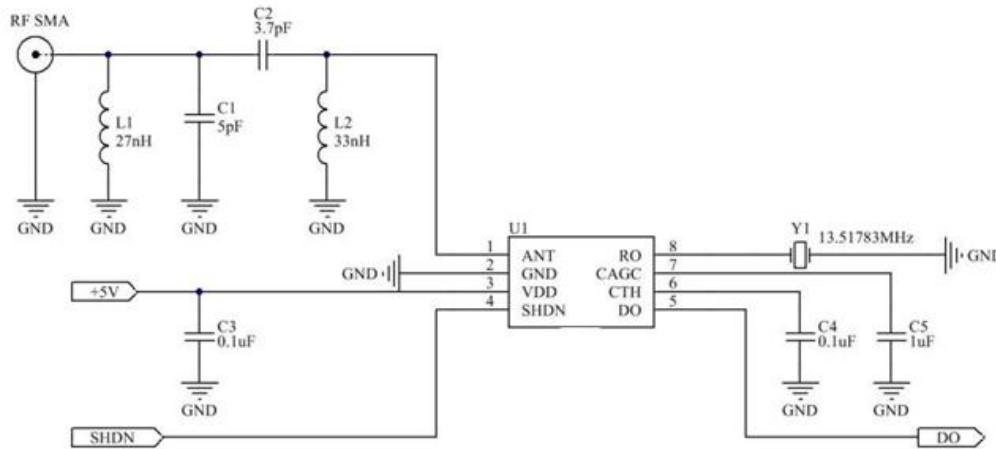 RF SMA
C2
3.7pF
L1
27nH
C1
5pF
L2
33nH
GND
GND
GND
GND
U1
1
ANT
RO
8
Y1
13.51783MHz
GND
GND
2
GND
CAGC
7
+5V
3
VDD
CTH
6
4
SHDN
DO
5
C3
0.1uF
C4
0.1uF
C5
1uF
GND
GND
GND
SHDN
DO